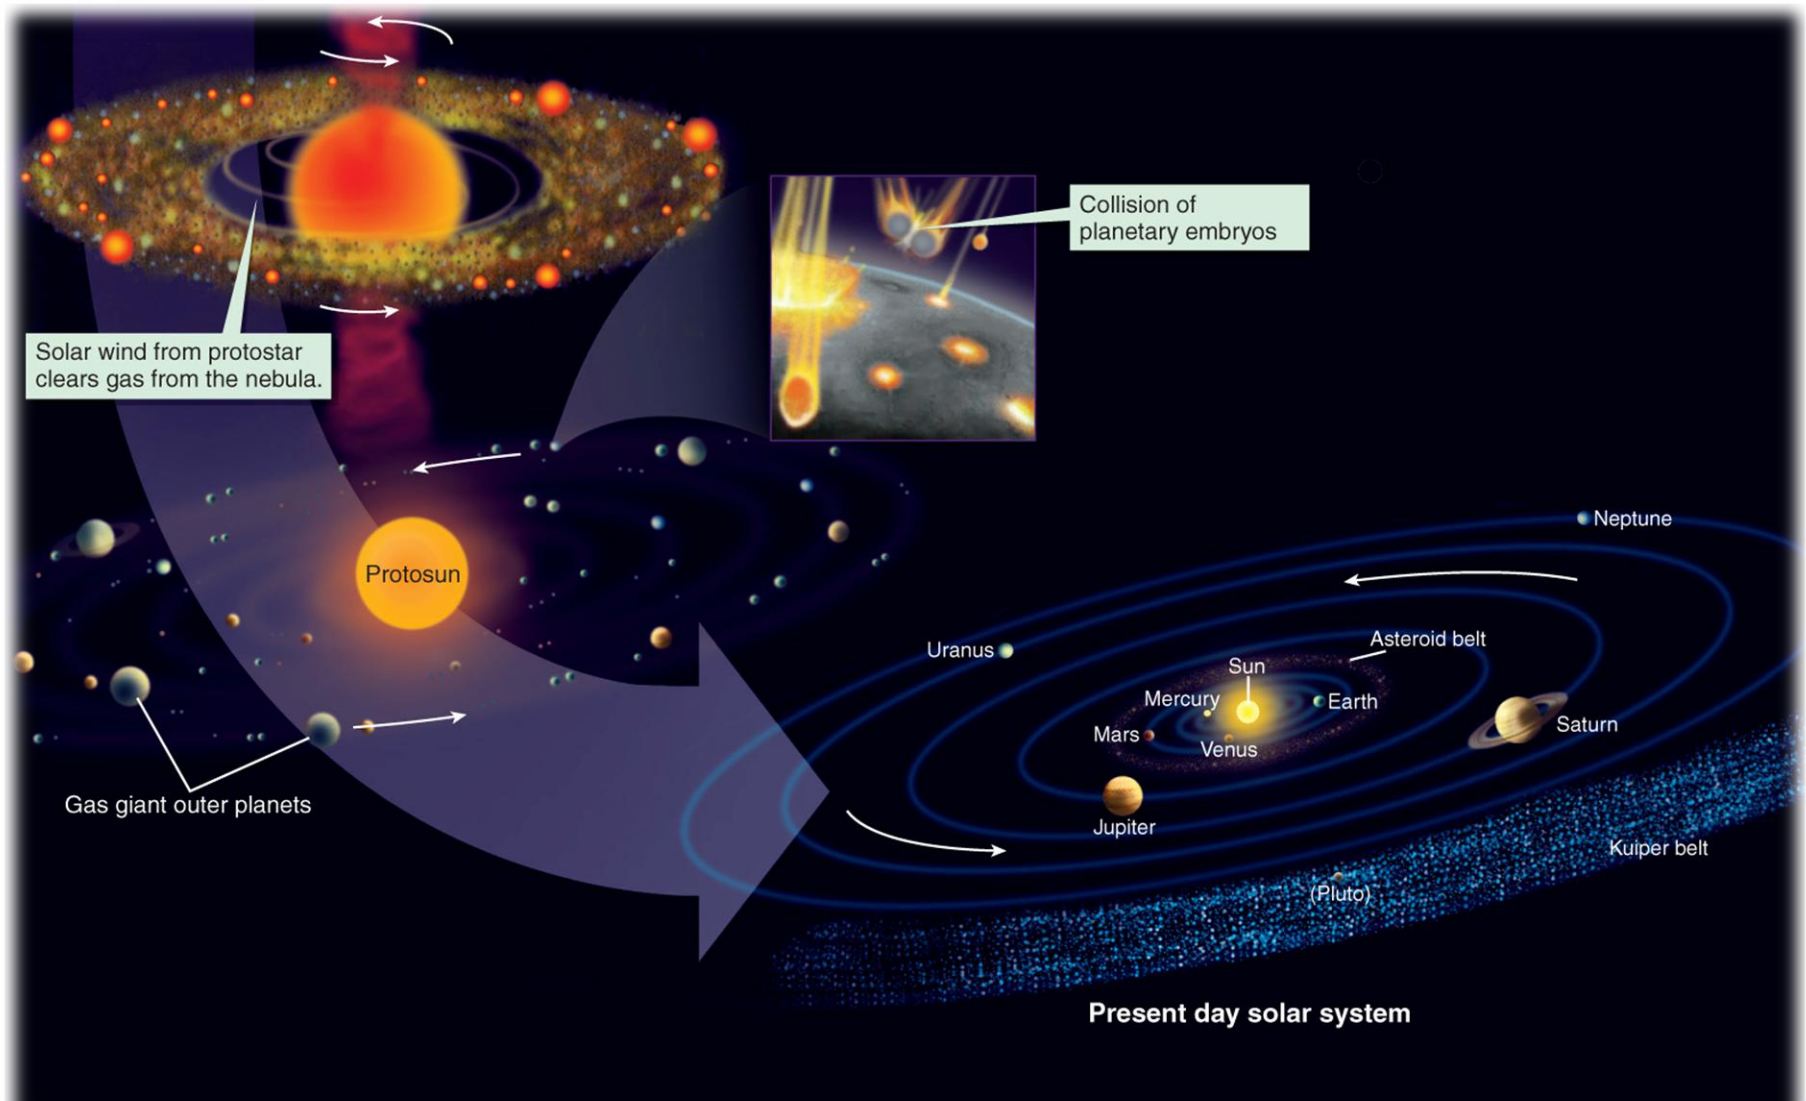 Collision of
planetary embryos
Solar wind from protostar
clears gas from the nebula.
Protosun
Gas giant outer planets
Neptune
Uranus
Asteroid belt
Sun
Mercury
Earth
Mars
Venus
Saturn
Jupiter
Kuiper belt
(Pluto)
Present day solar system